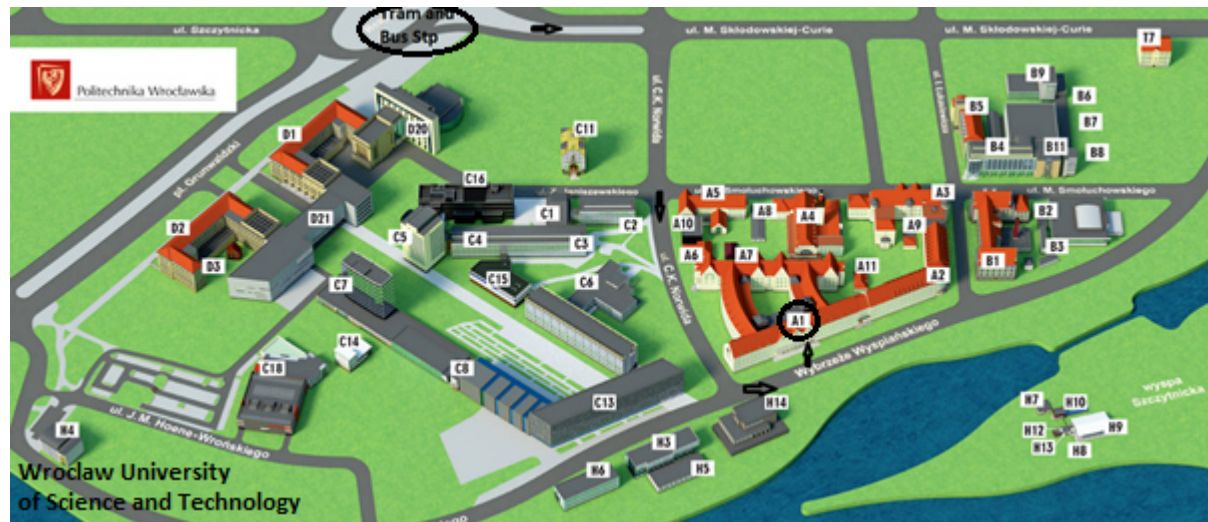 Tram and
Bus Stp
ul. Szczytnicka
ul. M. Skłodowskiej-Curie
ul. M. Skłodowskiej-Curie
T7
Politechnika Wrocławska
pl. Grunwaldzki
ul. C.K. Norwida
ul. I. Łukasiewicza
B9
B6
B5
B7
B4
B11
B8
D1
D20
C11
C16
ul. M. Smoluchowskiego
A5
A3
B2
D2
D21
C1
C2
A10
A8
A4
A9
C5
C4
C3
B3
D3
C15
C6
ul. C.K. Norwida
A6
A7
A11
A2
B1
C7
A1
Wybrzeże Wyspiańskiego
C14
C18
C8
C13
H14
wyspa
Szczytnicka
H7
H10
H12
H9
H13
H8
ul. J.M. Hoene-Wrońskiego
H4
H3
H6
H5
Wroclaw University
of Science and Technology